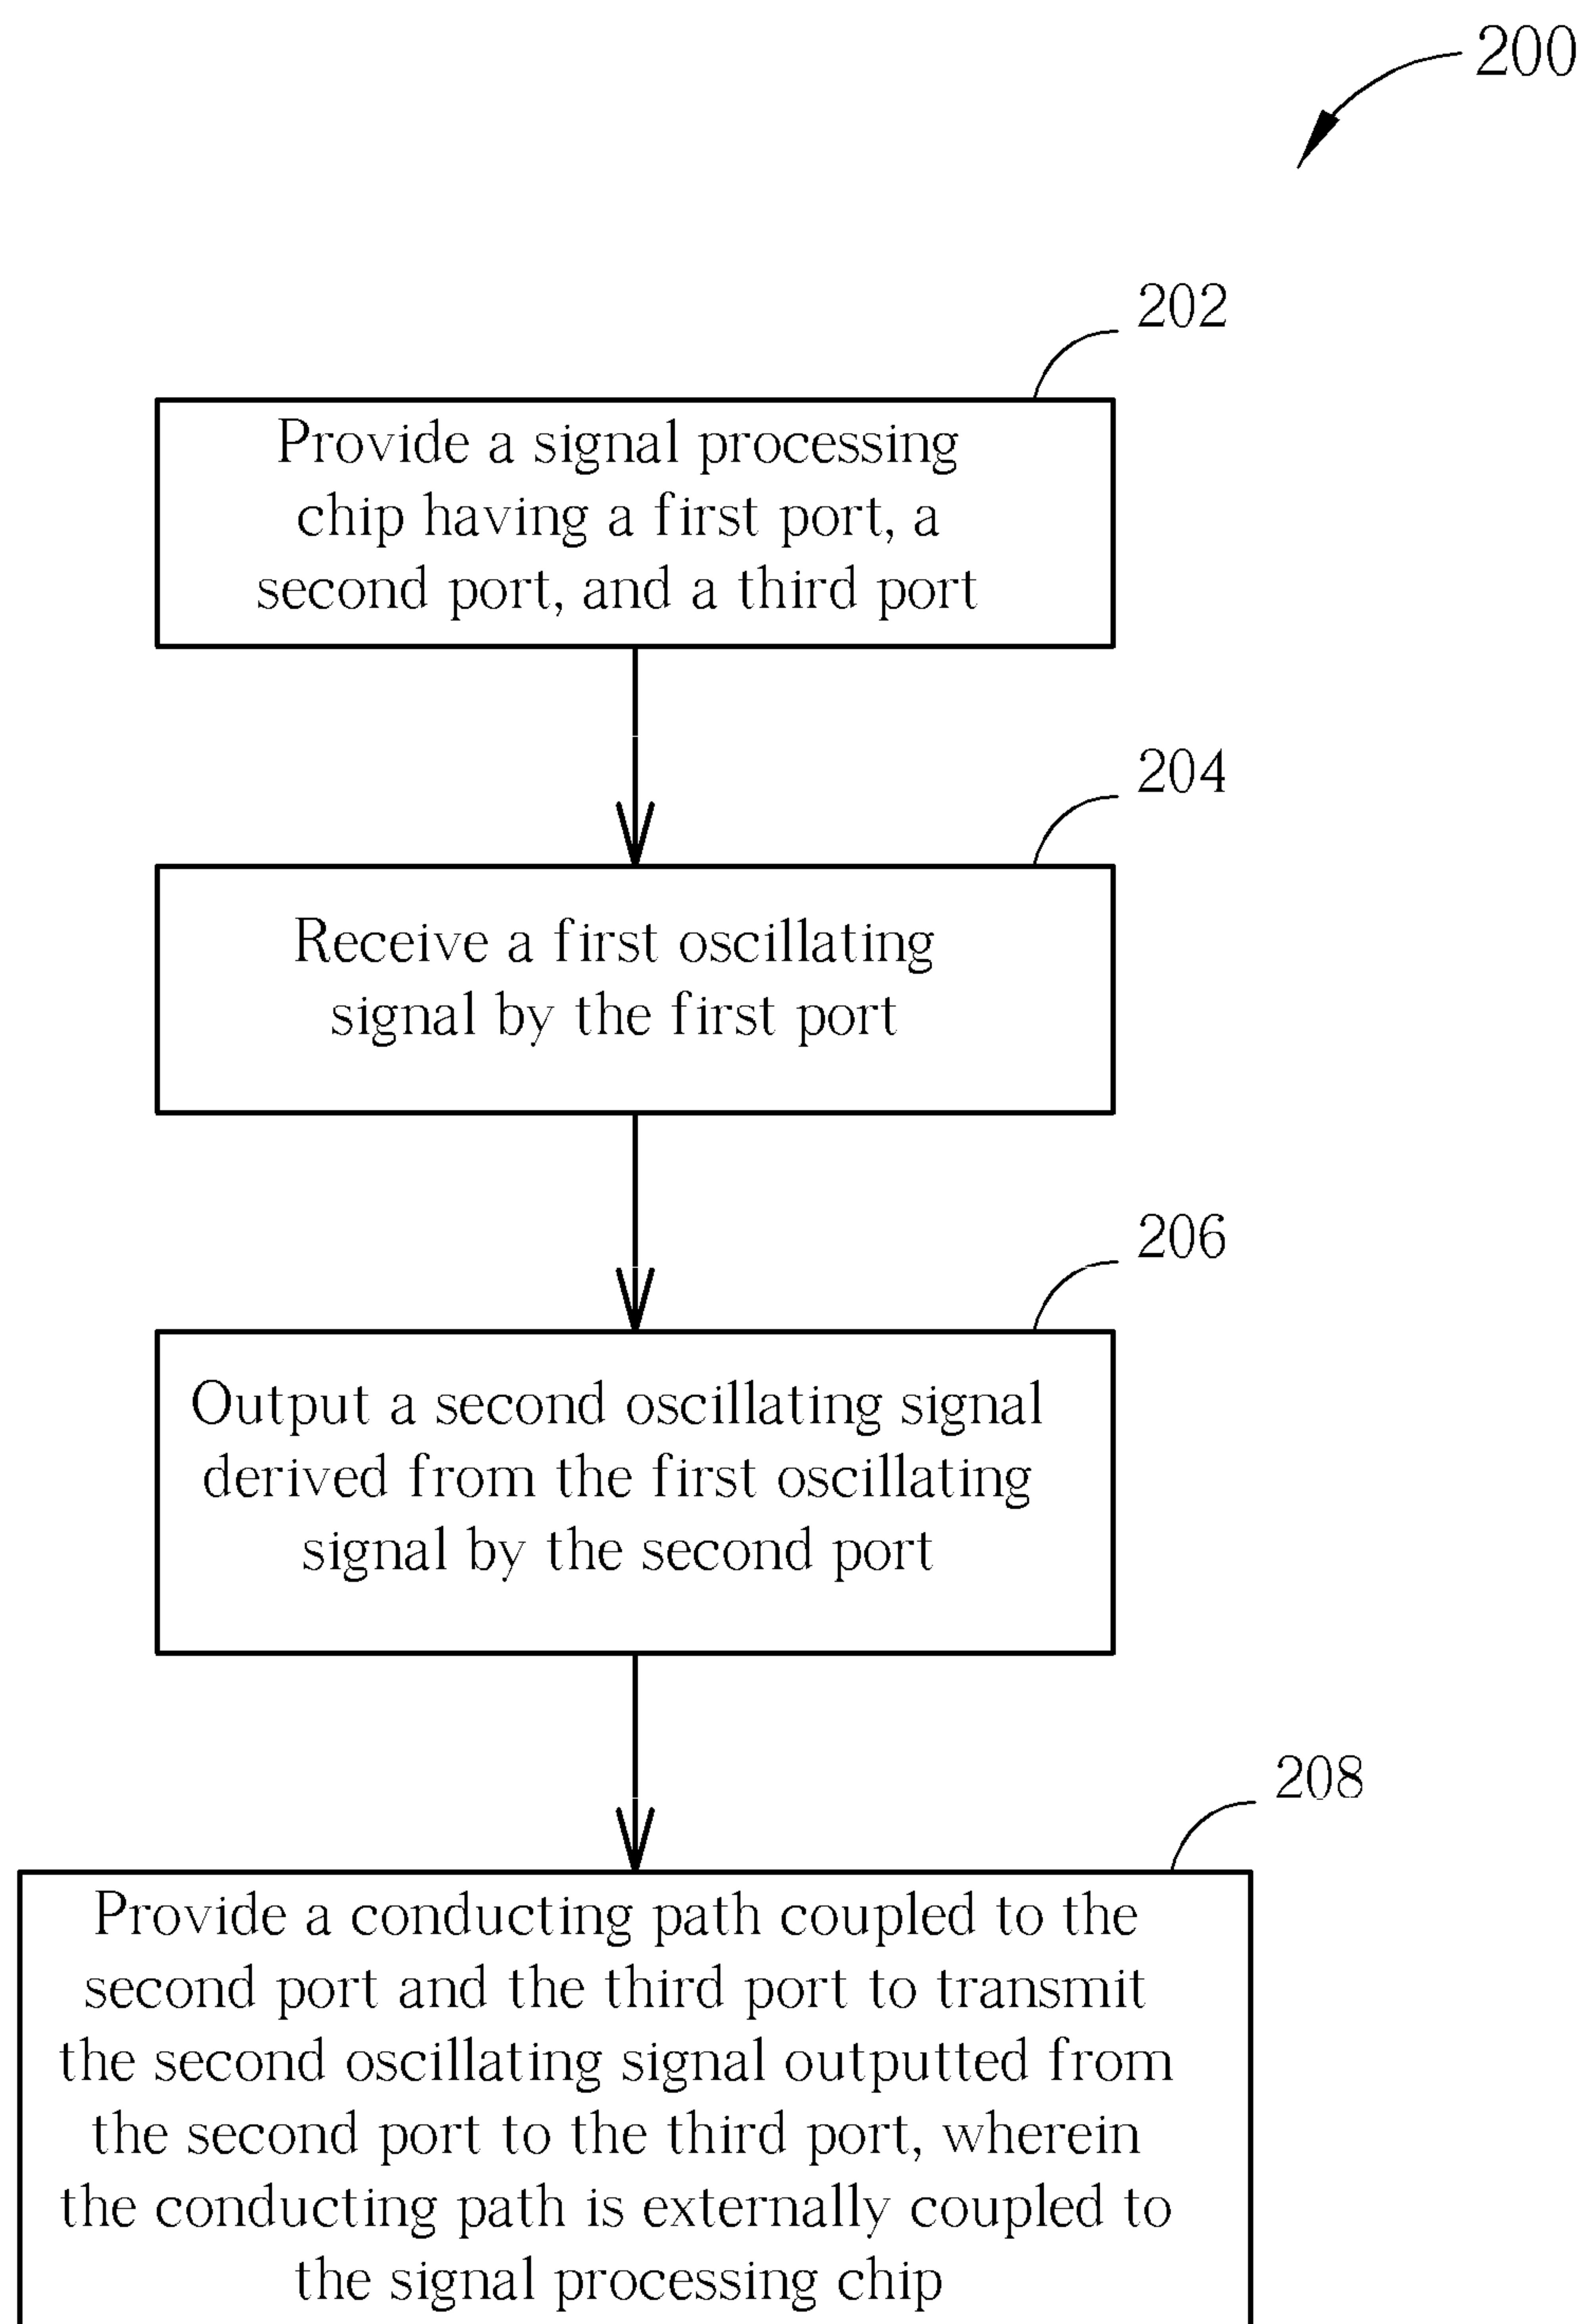 200
202
Provide a signal processing
chip having a first port, a
second port, and a third port
204
Receive a first oscillating
signal by the first port
206
Output a second oscillating signal
derived from the first oscillating
signal by the second port
208
Provide a conducting path coupled to the
second port and the third port to transmit
the second oscillating signal outputted from
the second port to the third port, wherein
the conducting path is externally coupled to
the signal processing chip